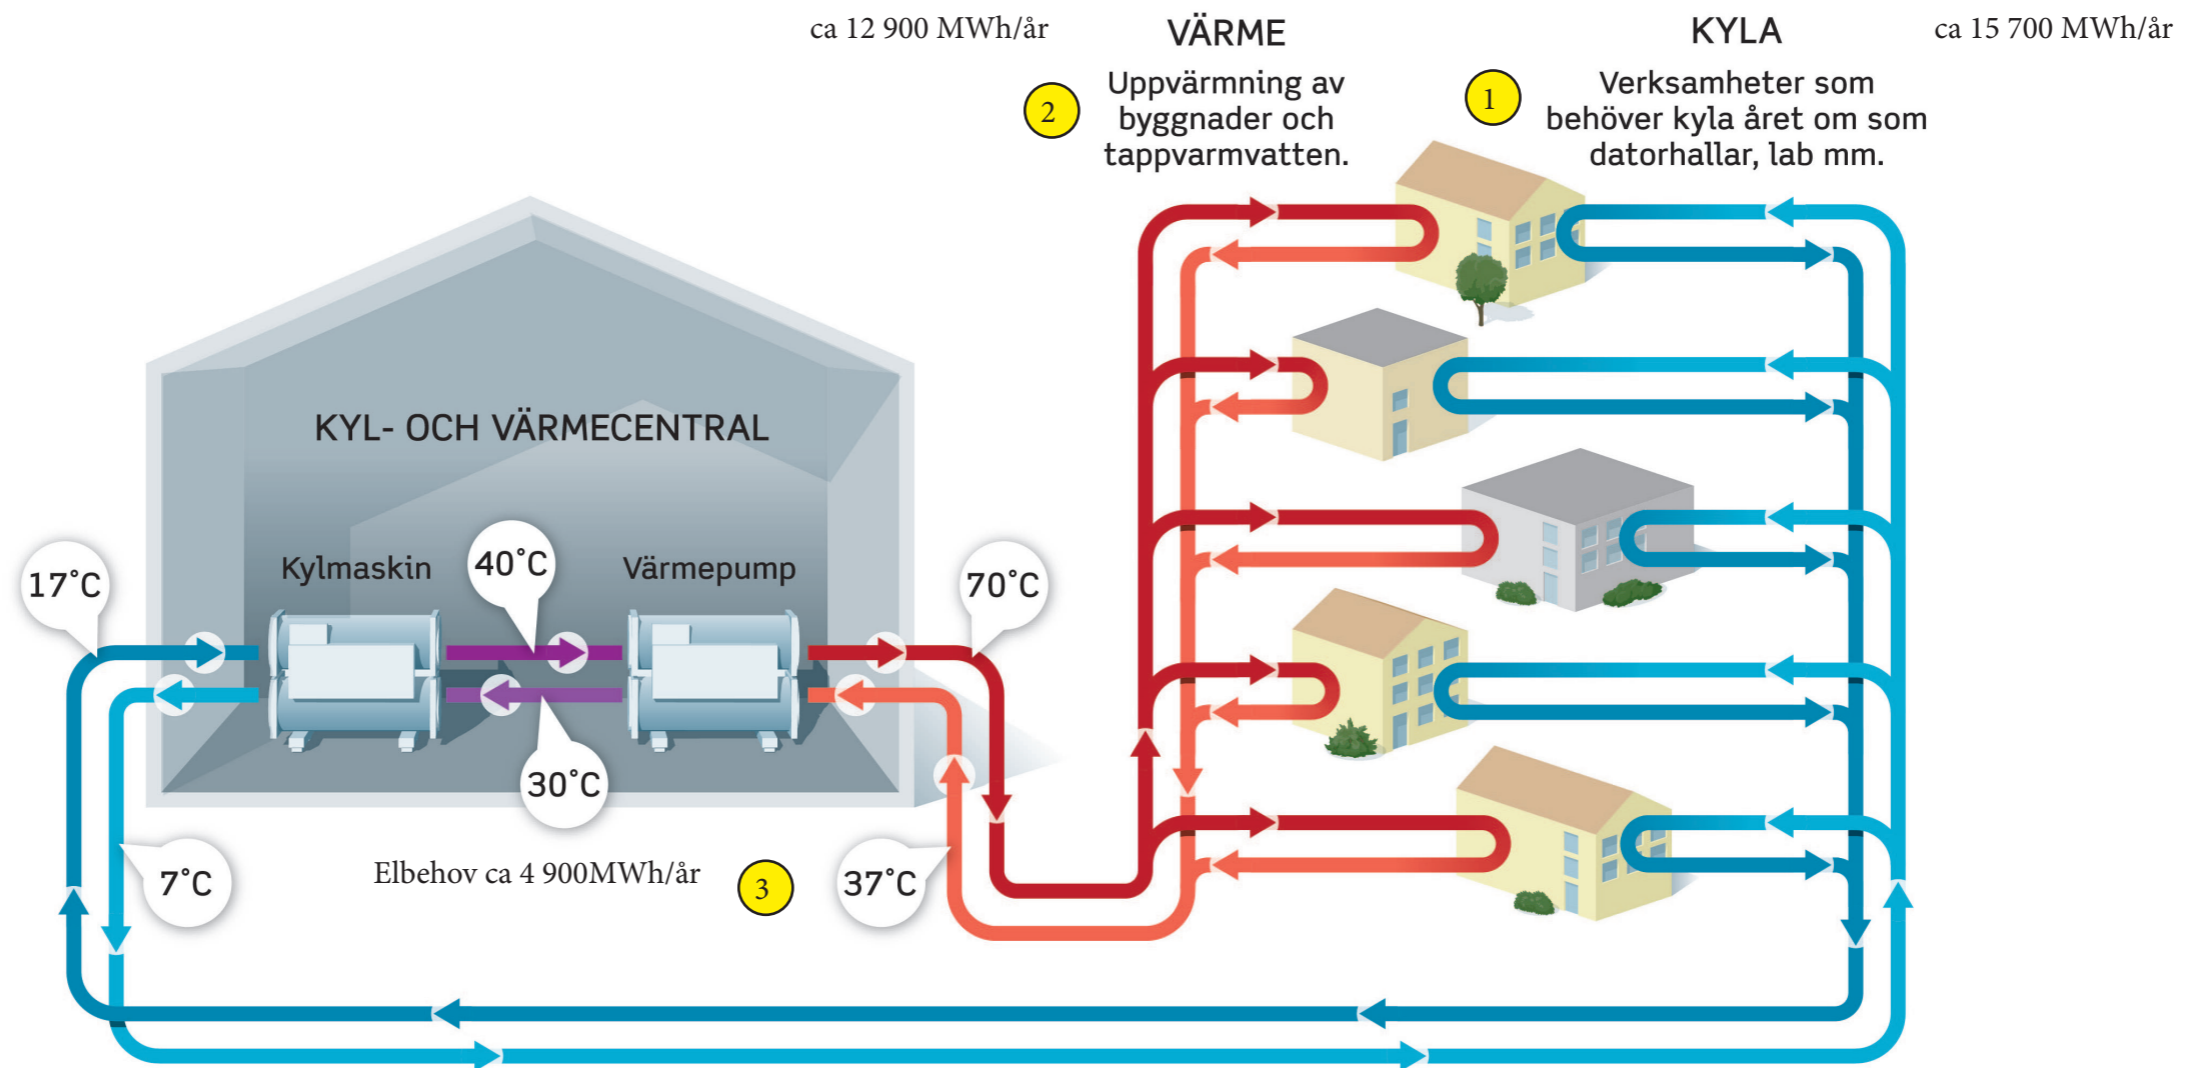 ca 12 900 MWh/år
VÄRME
KYLA
ca 15 700 MWh/år
2
Uppvärmning av
byggnader och
tappvarmvatten.
1
Verksamheter som
behöver kyla året om som
datorhallar, lab mm.
KYL- OCH VÄRMECENTRAL
17°C
Kylmaskin
40°C
Värmepump
70°C
30°C
7°C
Elbehov ca 4 900MWh/år
3
37°C